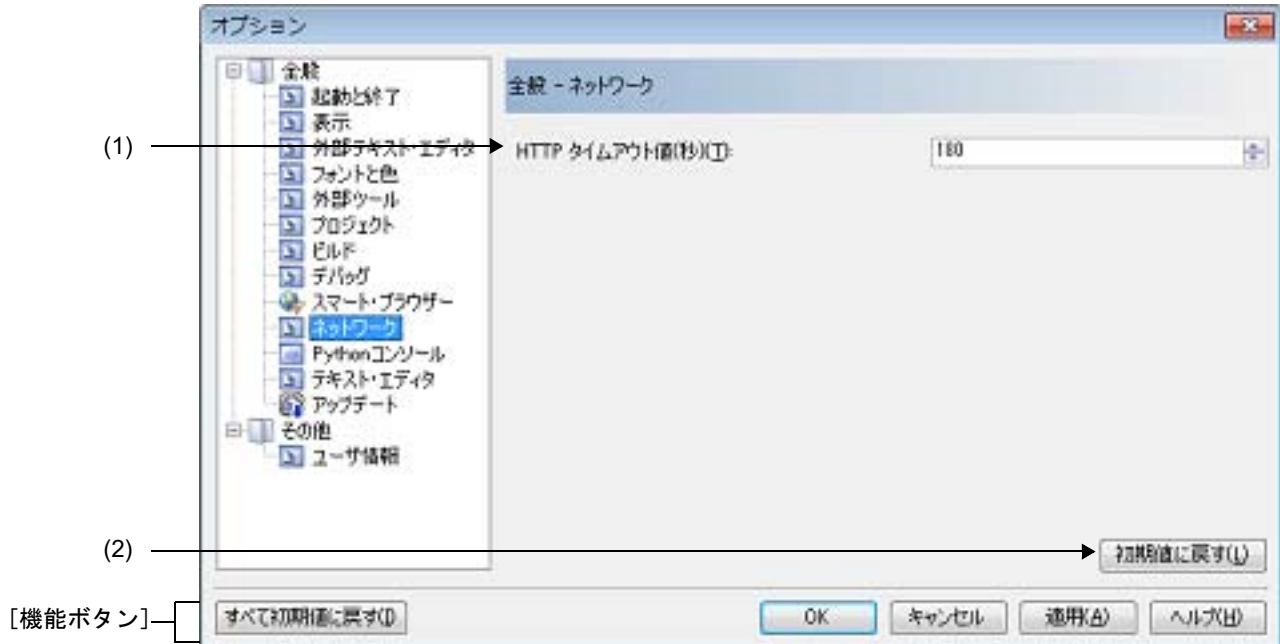 オプション
全般
起動と終了
表示
外部テキスト・エディタ
フォントと色
外部ツール
プロジェクト
ビルド
デバッグ
スマート・ブラウザー
ネットワーク
Pythonコンソール
テキスト・エディタ
アップデート
その他
ユーザ情報
全般 - ネットワーク
(1)
HTTP タイムアウト値(秒)(T):
180
(2)
初期値に戻す(L)
[機能ボタン]
すべて初期値に戻す(I)
OK
キャンセル
適用(A)
ヘルプ(H)